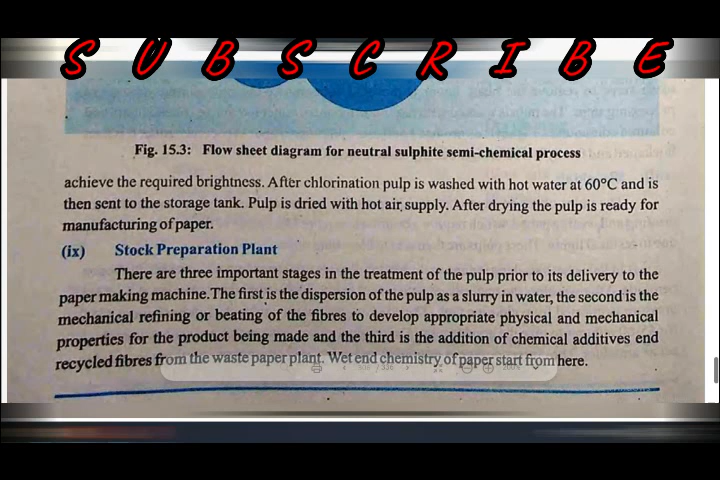 SUBSCRIBE
Fig. 15.3: Flow sheet diagram for neutral sulphite semi-chemical process
achieve the required brightness. After chlorination pulp is washed with hot water at 60°C and is
then sent to the storage tank. Pulp is dried with hot air supply. After drying the pulp is ready for
manufacturing of paper.
(ix) Stock Preparation Plant
There are three important stages in the treatment of the pulp prior to its delivery to the
paper making machine.The first is the dispersion of the pulp as a slurry in water, the second is the
mechanical refining or beating of the fibres to develop appropriate physical and mechanical
properties for the product being made and the third is the addition of chemical additives end
recycled fibres from the waste paper plant. Wet end chemistry of paper start from here.